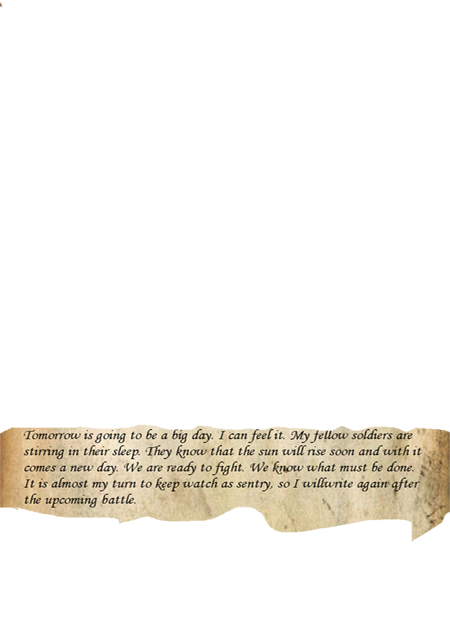 Tomorrow is going to be a big day. I can feel it. My fellow soldiers are
stirring in their sleep. They know that the sun will rise soon and with it
comes a new day. We are ready to fight. We know what must be done.
It is almost my turn to keep watch as sentry, so I willwrite again after
the upcoming battle.